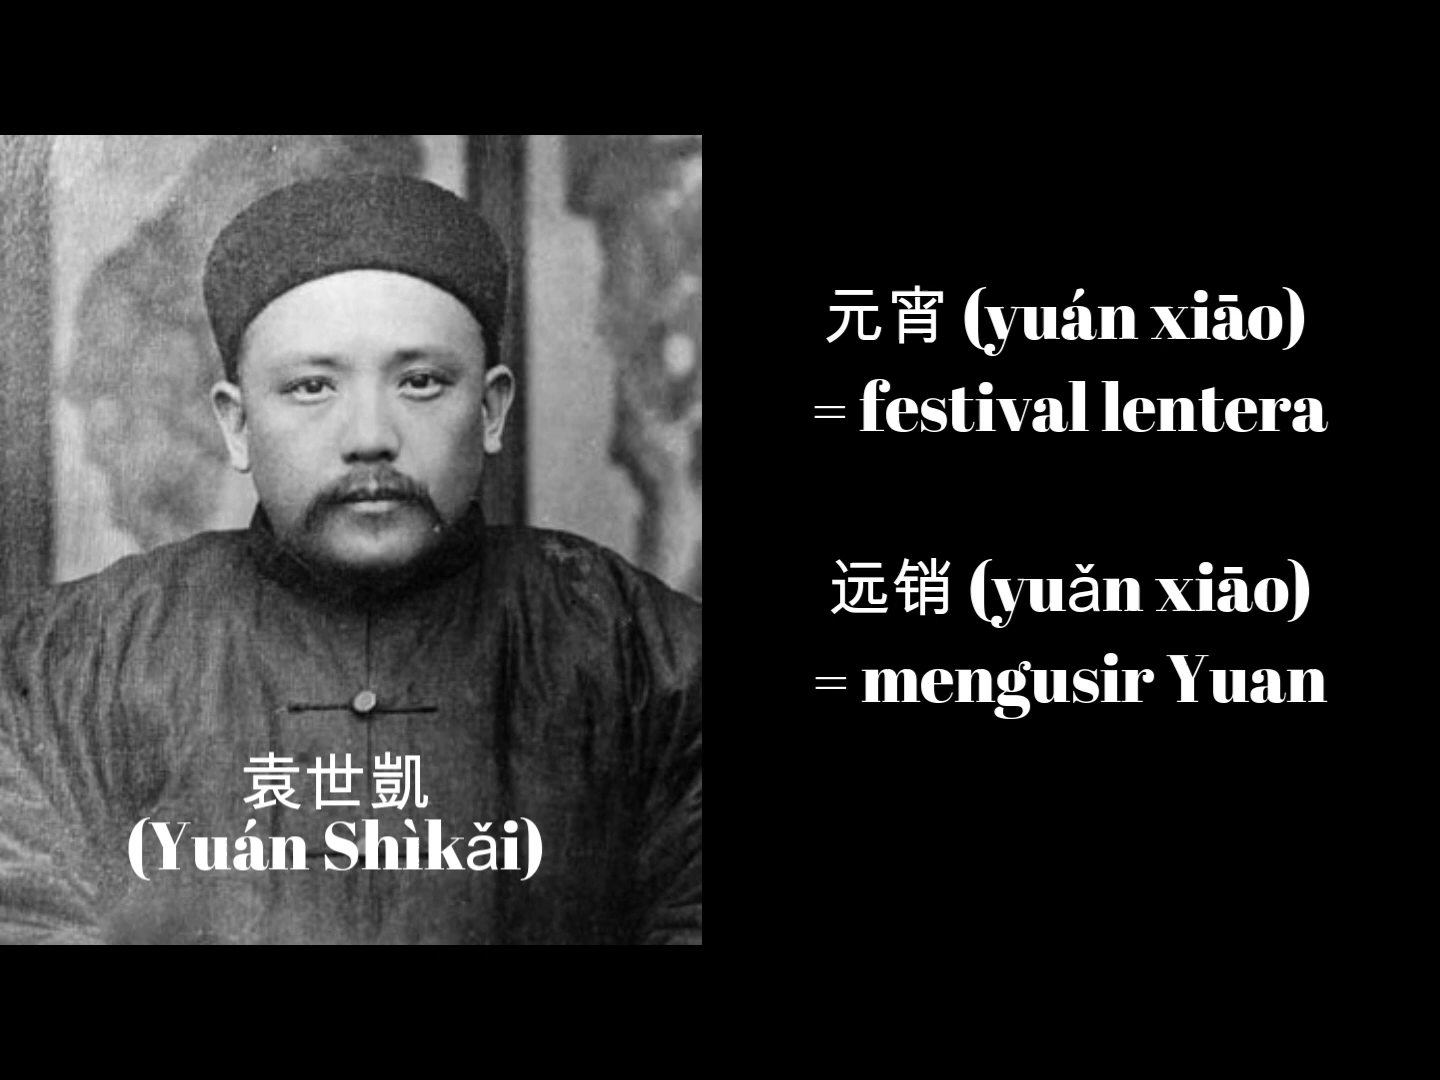 袁世凱
(Yuán Shìkǎi)
元宵 (yuán xiāo)
= festival lentera
远销 (yuǎn xiāo)
= mengusir Yuan